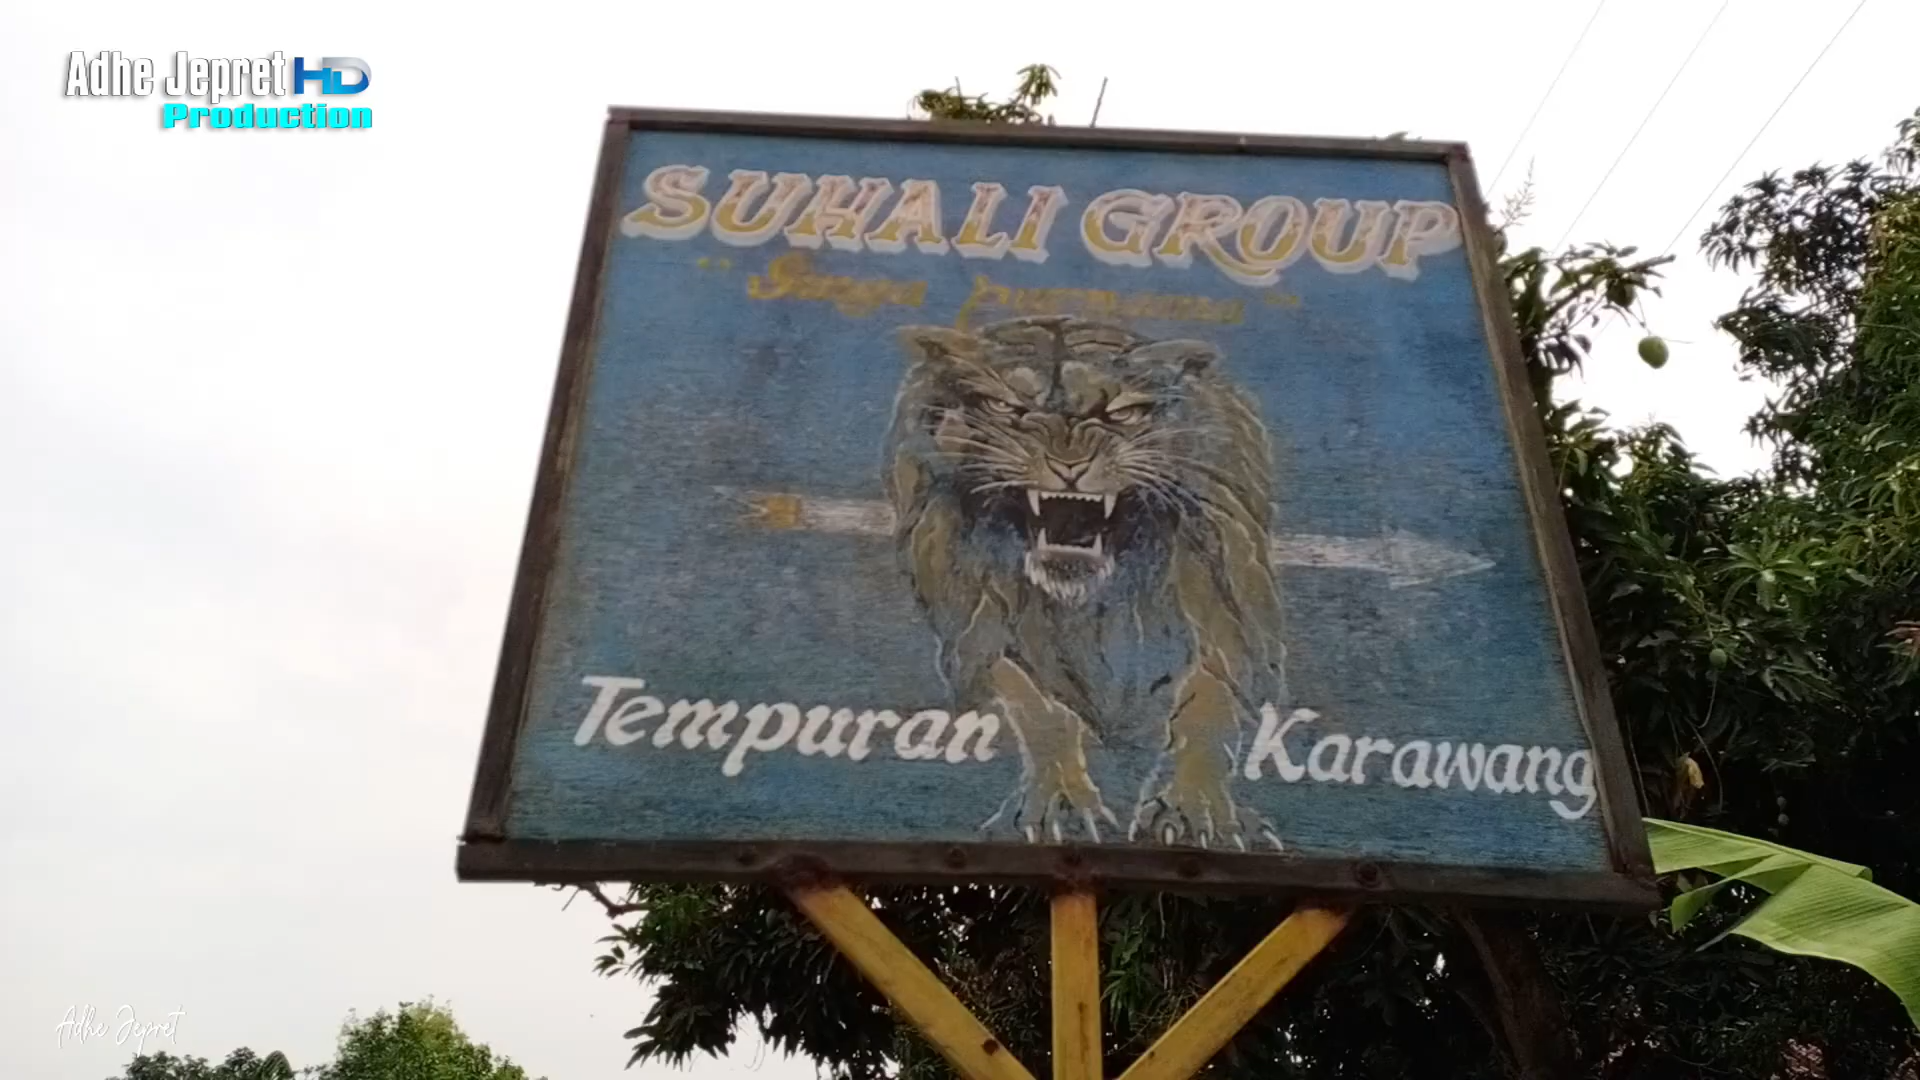 Adhe Jepret HD
Production
SUHALI GROUP
Tempuran Karawang
Adhe Jepret